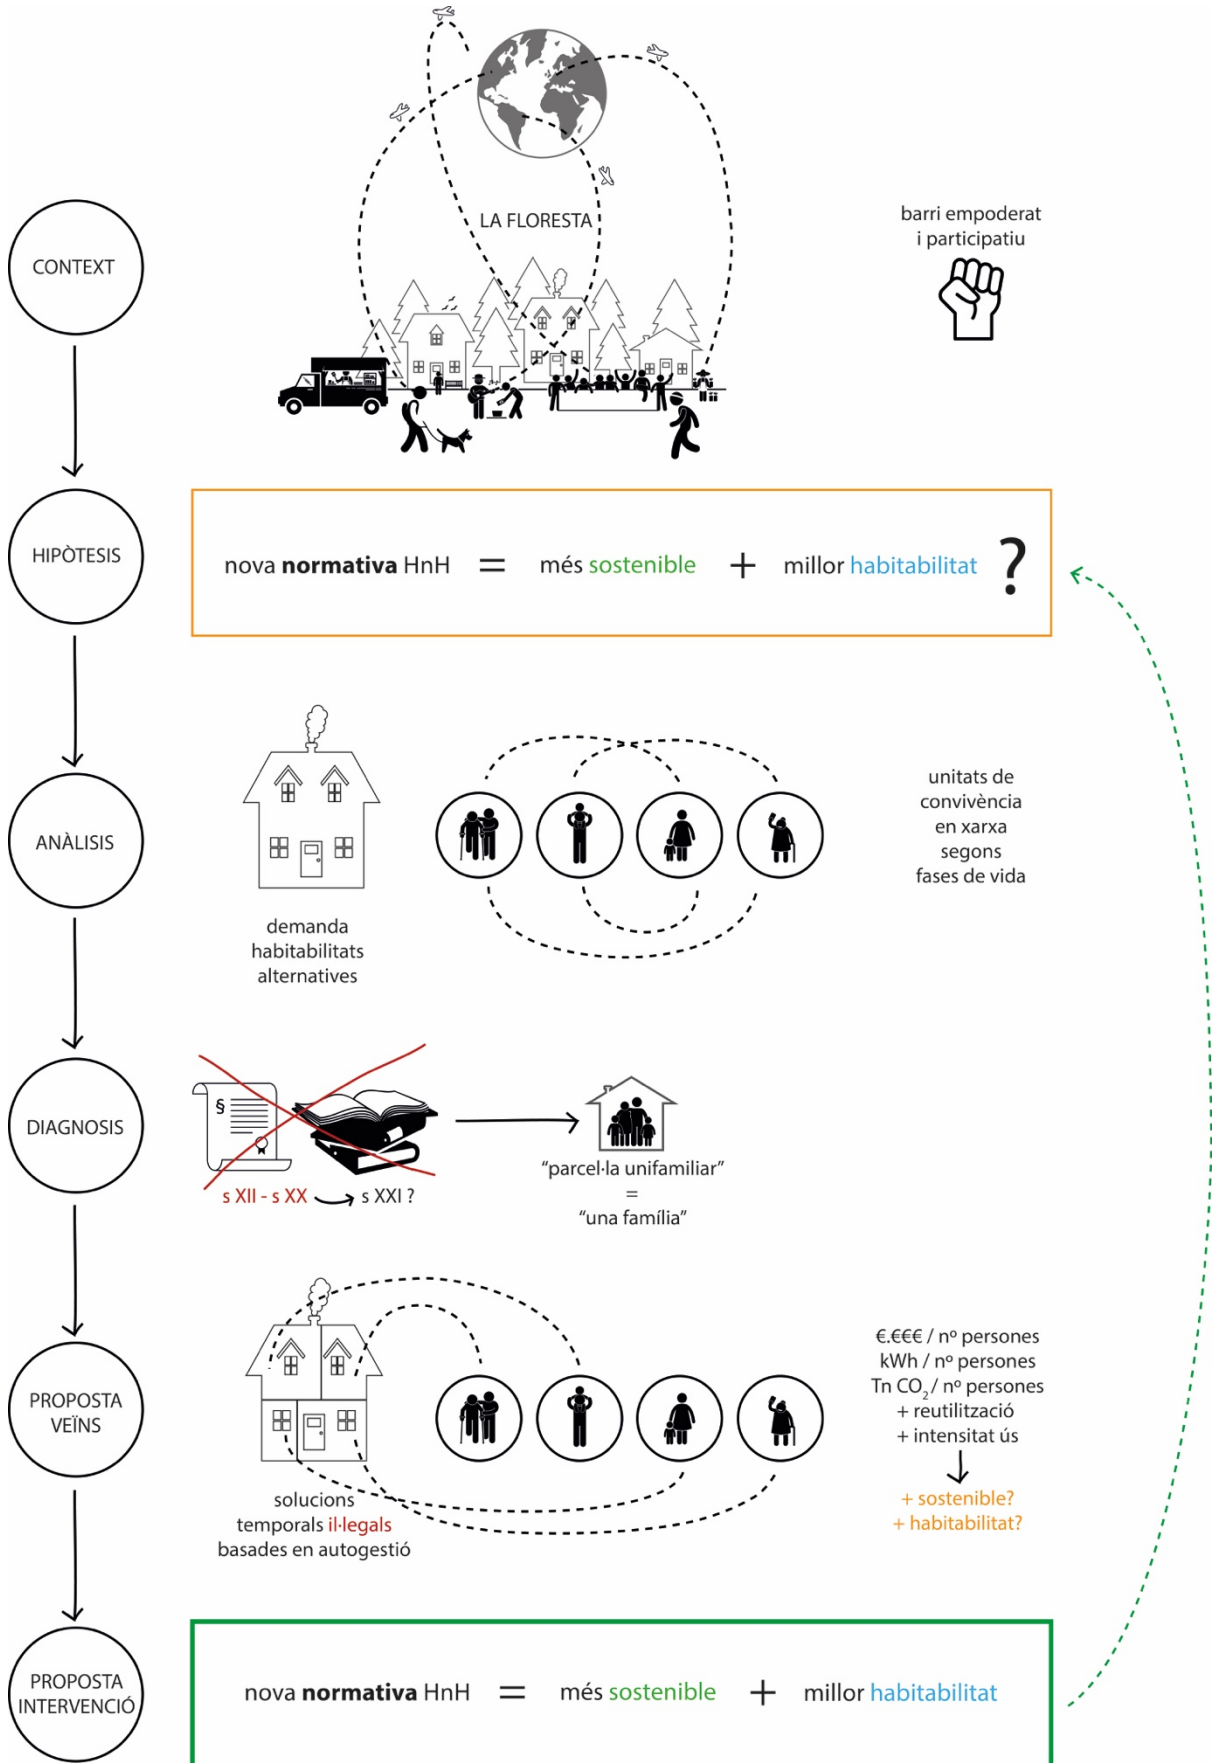 LA FLORESTA
barri empoderat
i participatiu
CONTEXT
HIPÒTESIS
nova normativa HnH = més sostenible + millor habitabilitat ?
ANÀLISIS
demanda
habitabilitats
alternatives
unitats de
convivència
en xarxa
segons
fases de vida
DIAGNOSIS
§
s XII - s XX s XXI ?
“parcel·la unifamiliar”
=
“una família”
PROPOSTA
VEÏNS
solucions
temporals il·legals
basades en autogestió
€.€€€ / nº persones
kWh / nº persones
Tn CO₂ / nº persones
+ reutilització
+ intensitat ús
+ sostenible?
+ habitabilitat?
PROPOSTA
INTERVENCIÓ
nova normativa HnH = més sostenible + millor habitabilitat